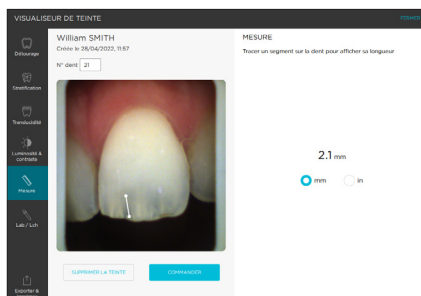 VISUALISEUR DE TEINTE
FERMER
Détourage
Stratification
Translucidité
Luminosité &
contraste
Mesure
Lab / Lch
Exporter &
William SMITH
Créée le 28/04/2022, 11:57
N° dent 21
SUPPRIMER LA TEINTE
COMMANDER
MESURE
Tracer un segment sur la dent pour afficher sa longueur
2.1 mm
mm
in